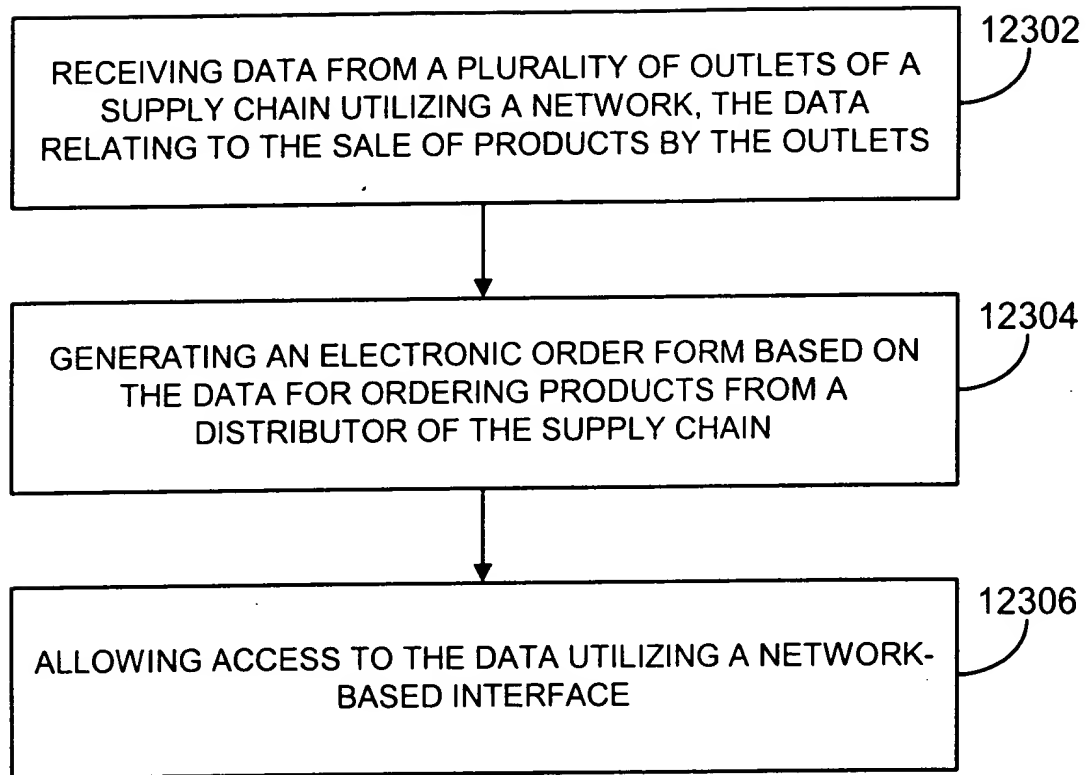 12302
RECEIVING DATA FROM A PLURALITY OF OUTLETS OF A
SUPPLY CHAIN UTILIZING A NETWORK, THE DATA
RELATING TO THE SALE OF PRODUCTS BY THE OUTLETS
12304
GENERATING AN ELECTRONIC ORDER FORM BASED ON
THE DATA FOR ORDERING PRODUCTS FROM A
DISTRIBUTOR OF THE SUPPLY CHAIN
12306
ALLOWING ACCESS TO THE DATA UTILIZING A NETWORK-
BASED INTERFACE